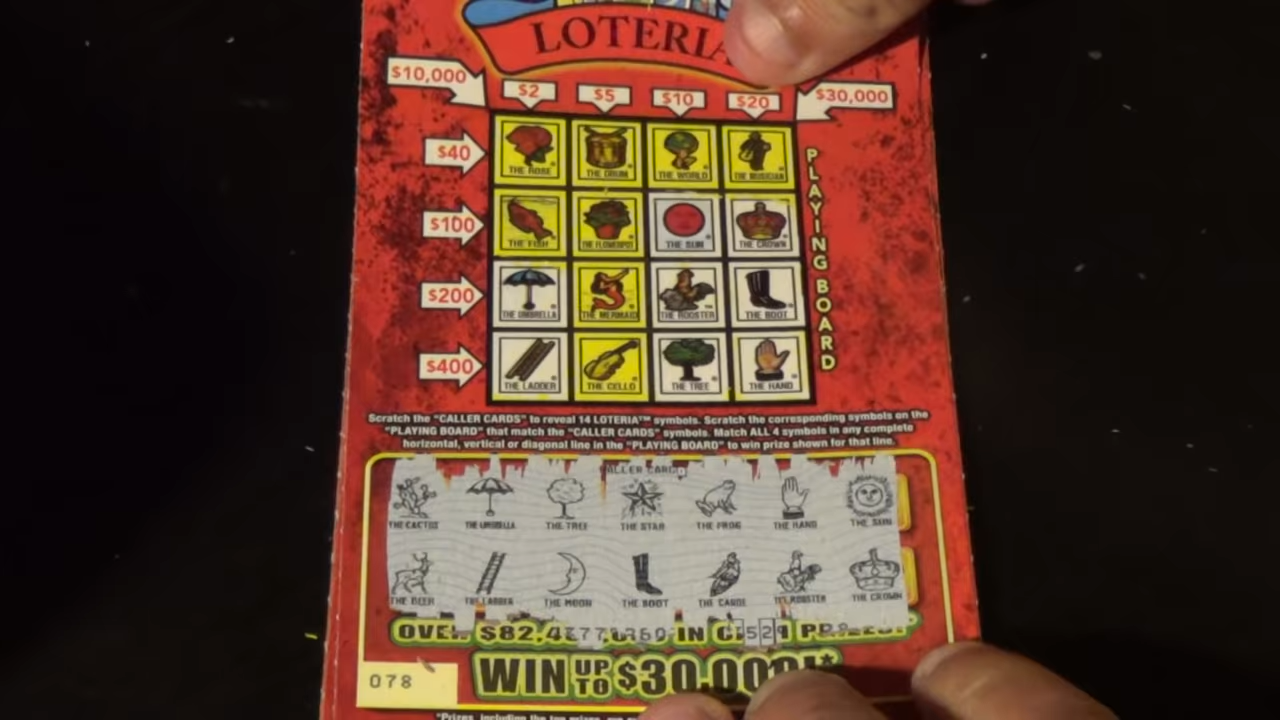 LOTERIA
$10,000 $2 $5 $10 $20 $30,000
$40 THE ROSE THE DRUM THE WORLD THE MUSICIAN
$100 THE FISH THE FLOWERPOT THE SUN THE CROWN
$200 THE UMBRELLA THE MERMAID THE ROOSTER THE BOOT
$400 THE LADDER THE CELLO THE TREE THE HAND
PLAYING BOARD
Scratch the "CALLER CARDS" to reveal 14 LOTERIA™ symbols. Scratch the corresponding symbols on the
"PLAYING BOARD" that match the "CALLER CARDS" symbols. Match ALL 4 symbols in any complete
horizontal, vertical or diagonal line in the "PLAYING BOARD" to win prize shown for that line.
THE CACTUS THE UMBRELLA THE TREE THE STAR THE FROG THE HAND THE SUN
THE DEER THE LADDER THE MOON THE BOOT THE CANOE THE ROOSTER THE CROWN
OVER IN
WIN UP TO $30,000!*
078